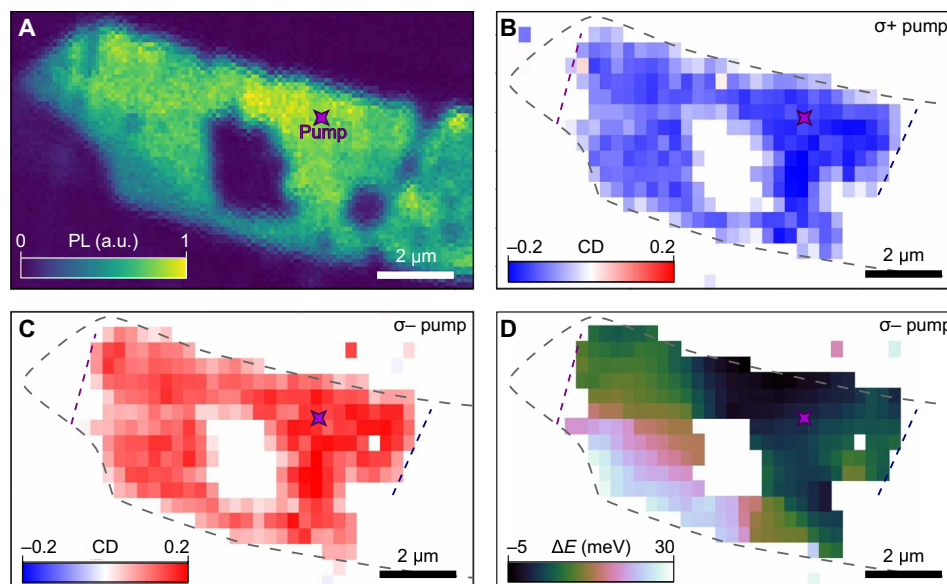 A
Pump
0 PL (a.u.) 1
2 μm
B σ+ pump
–0.2 CD 0.2
2 μm
C σ– pump
–0.2 CD 0.2
2 μm
D σ– pump
–5 ΔE (meV) 30
2 μm